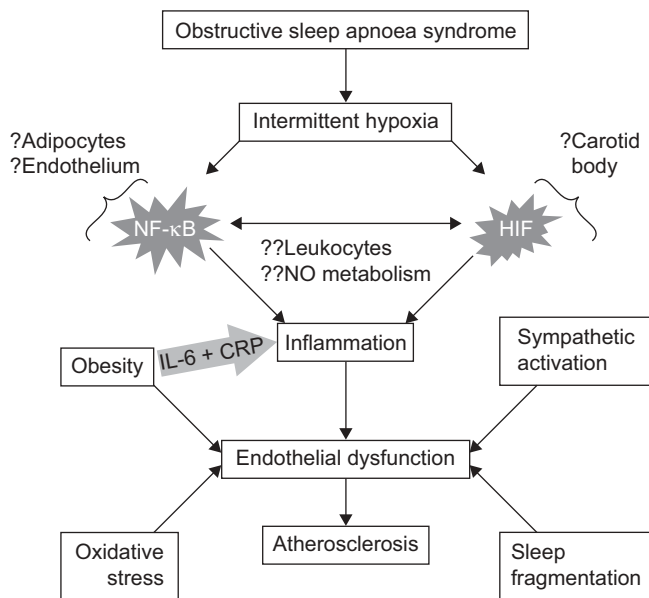 Obstructive sleep apnoea syndrome
Intermittent hypoxia
?Adipocytes
?Endothelium
?Carotid
body
NF-κB
HIF
??Leukocytes
??NO metabolism
Inflammation
IL-6 + CRP
Obesity
Sympathetic
activation
Endothelial dysfunction
Oxidative
stress
Atherosclerosis
Sleep
fragmentation